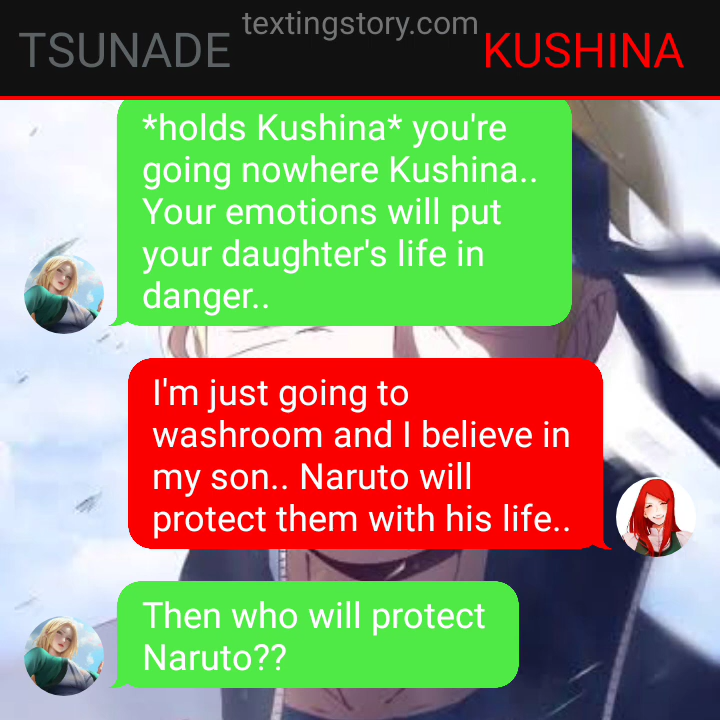 textingstory.com
TSUNADE
KUSHINA
*holds Kushina* you're
going nowhere Kushina..
Your emotions will put
your daughter's life in
danger..
I'm just going to
washroom and I believe in
my son.. Naruto will
protect them with his life..
Then who will protect
Naruto??